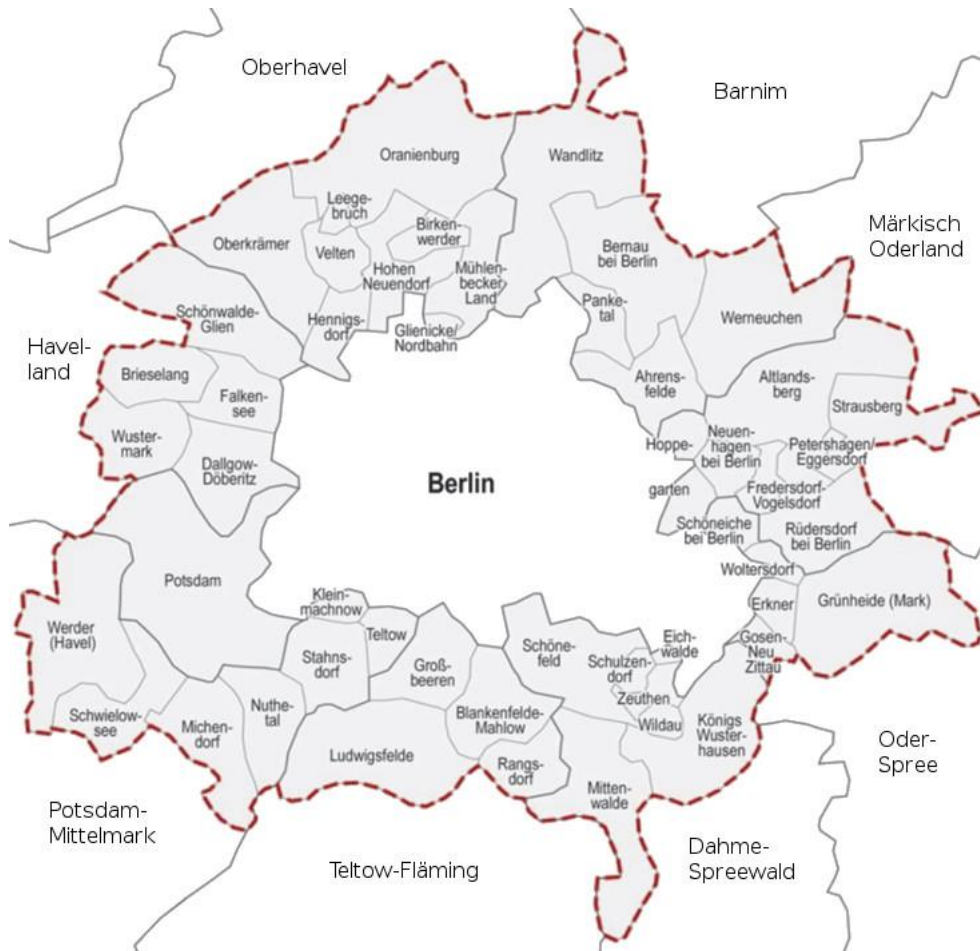 Oberhavel
Barnim
Oranienburg
Wandlitz
Leege-
bruch
Märkisch
Oderland
Birken-
werder
Oberkrämer
Velten
Bernau
bei Berlin
Hohen
Neuendorf
Mühlen-
becker
Land
Schönwalde-
Glien
Hennigs-
dorf
Panke-
tal
Werneuchen
Glienicke/
Nordbahn
Havel-
land
Brieselang
Falken-
see
Ahrens-
felde
Altlands-
berg
Strausberg
Wuster-
mark
Hoppe-
garten
Neuen-
hagen
bei Berlin
Petershagen/
Eggersdorf
Dallgow-
Döberitz
Berlin
Fredersdorf-
Vogelsdorf
Schöneiche
bei Berlin
Rüdersdorf
bei Berlin
Woltersdorf
Potsdam
Klein-
machnow
Erkner
Grünheide (Mark)
Werder
(Havel)
Teltow
Stahns-
dorf
Schöne-
feld
Eich-
walde
Gosen-
Neu
Zittau
Schulzen-
dorf
Groß-
beeren
Zeuthen
Wildau
Schwielow-
see
Michen-
dorf
Nuthe-
tal
Blankenfelde-
Mahlow
Königs
Wuster-
hausen
Ludwigsfelde
Rangs-
dorf
Mitten-
walde
Oder-
Spree
Potsdam-
Mittelmark
Teltow-Fläming
Dahme-
Spreewald